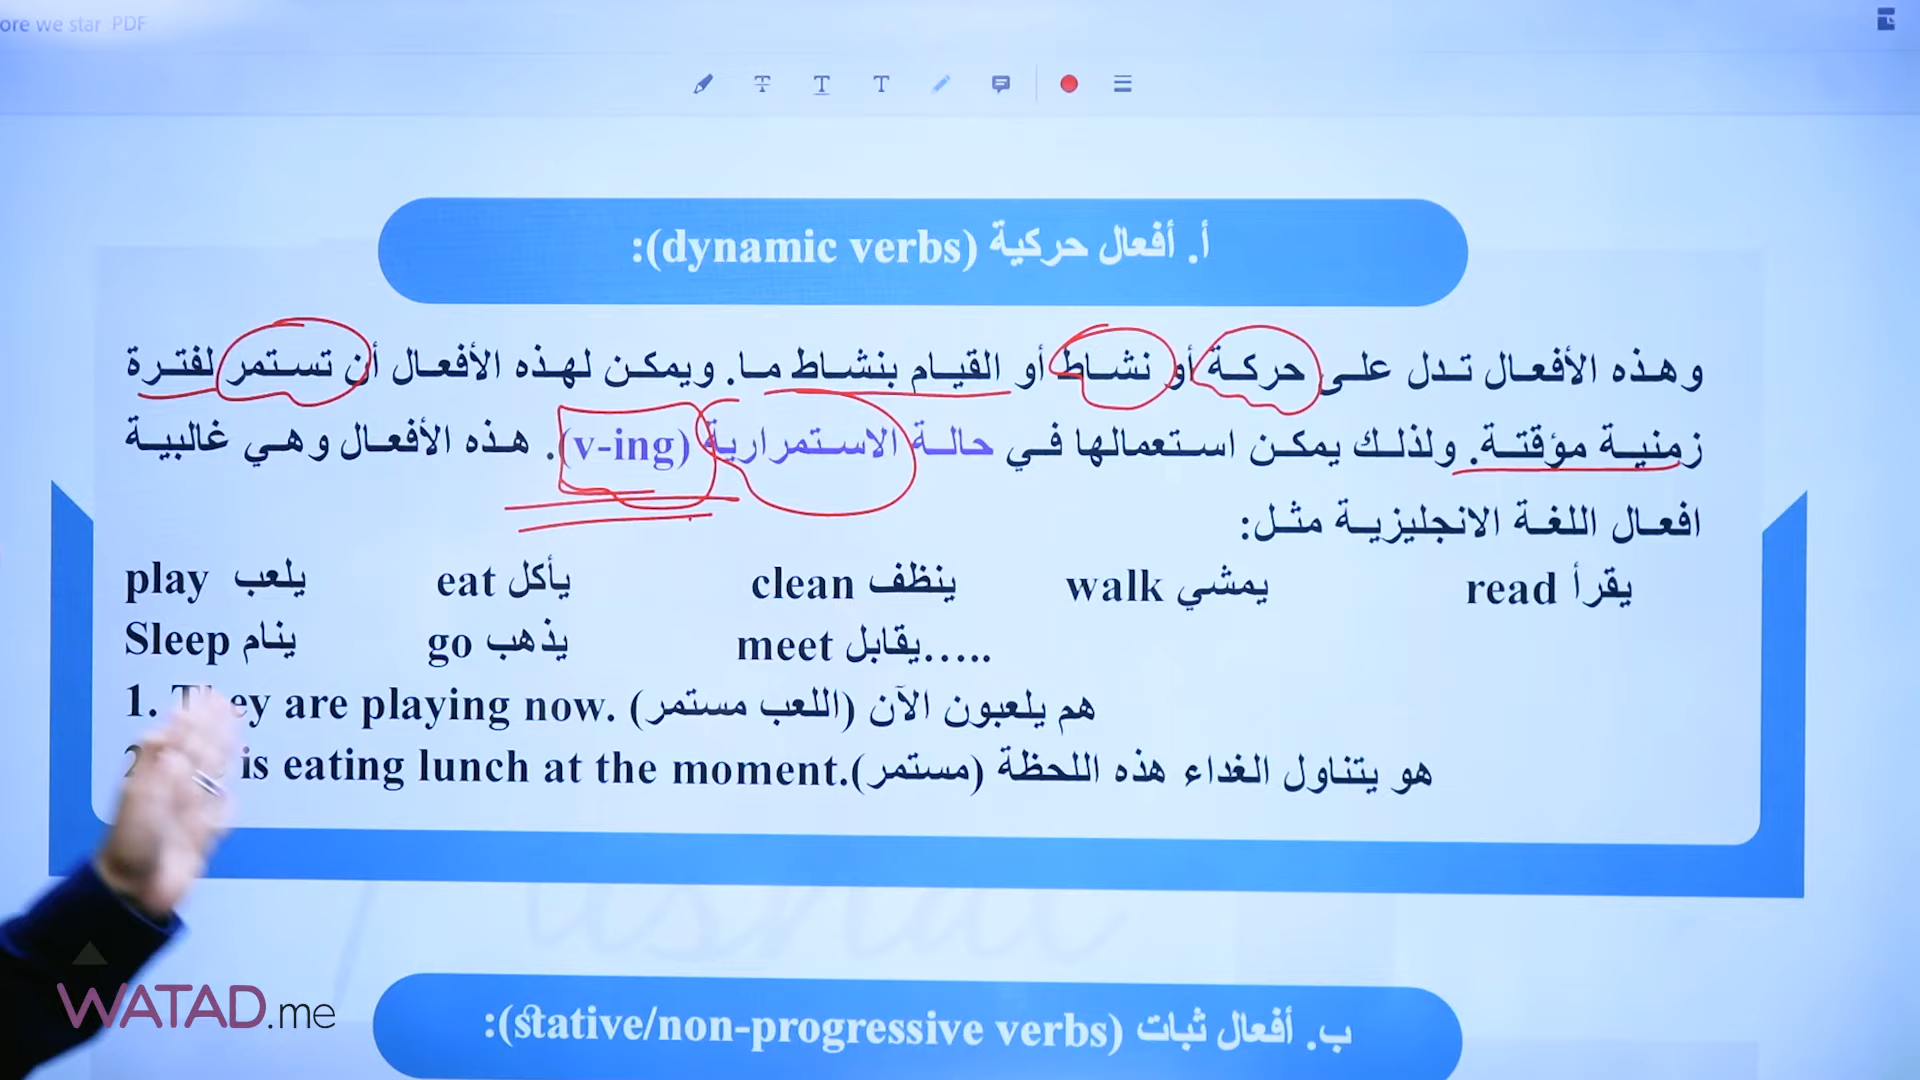 ore we star PDF
أ. أفعال حركية (dynamic verbs):
وهذه الأفعال تدل على حركة أو نشاط أو القيام بنشاط ما. ويمكن لهذه الأفعال أن تستمر لفترة
زمنية مؤقتة. ولذلك يمكن استعمالها في حالة الاستمرارية (v-ing). هذه الأفعال وهي غالبية
افعال اللغة الانجليزية مثل:
play يلعب eat يأكل clean ينظف walk يمشي read يقرأ
Sleep ينام go يذهب meet يقابل.....
1. They are playing now. (اللعب مستمر) هم يلعبون الآن
is eating lunch at the moment.(مستمر) هو يتناول الغداء هذه اللحظة
ب. أفعال ثبات (stative/non-progressive verbs):
WATAD.me